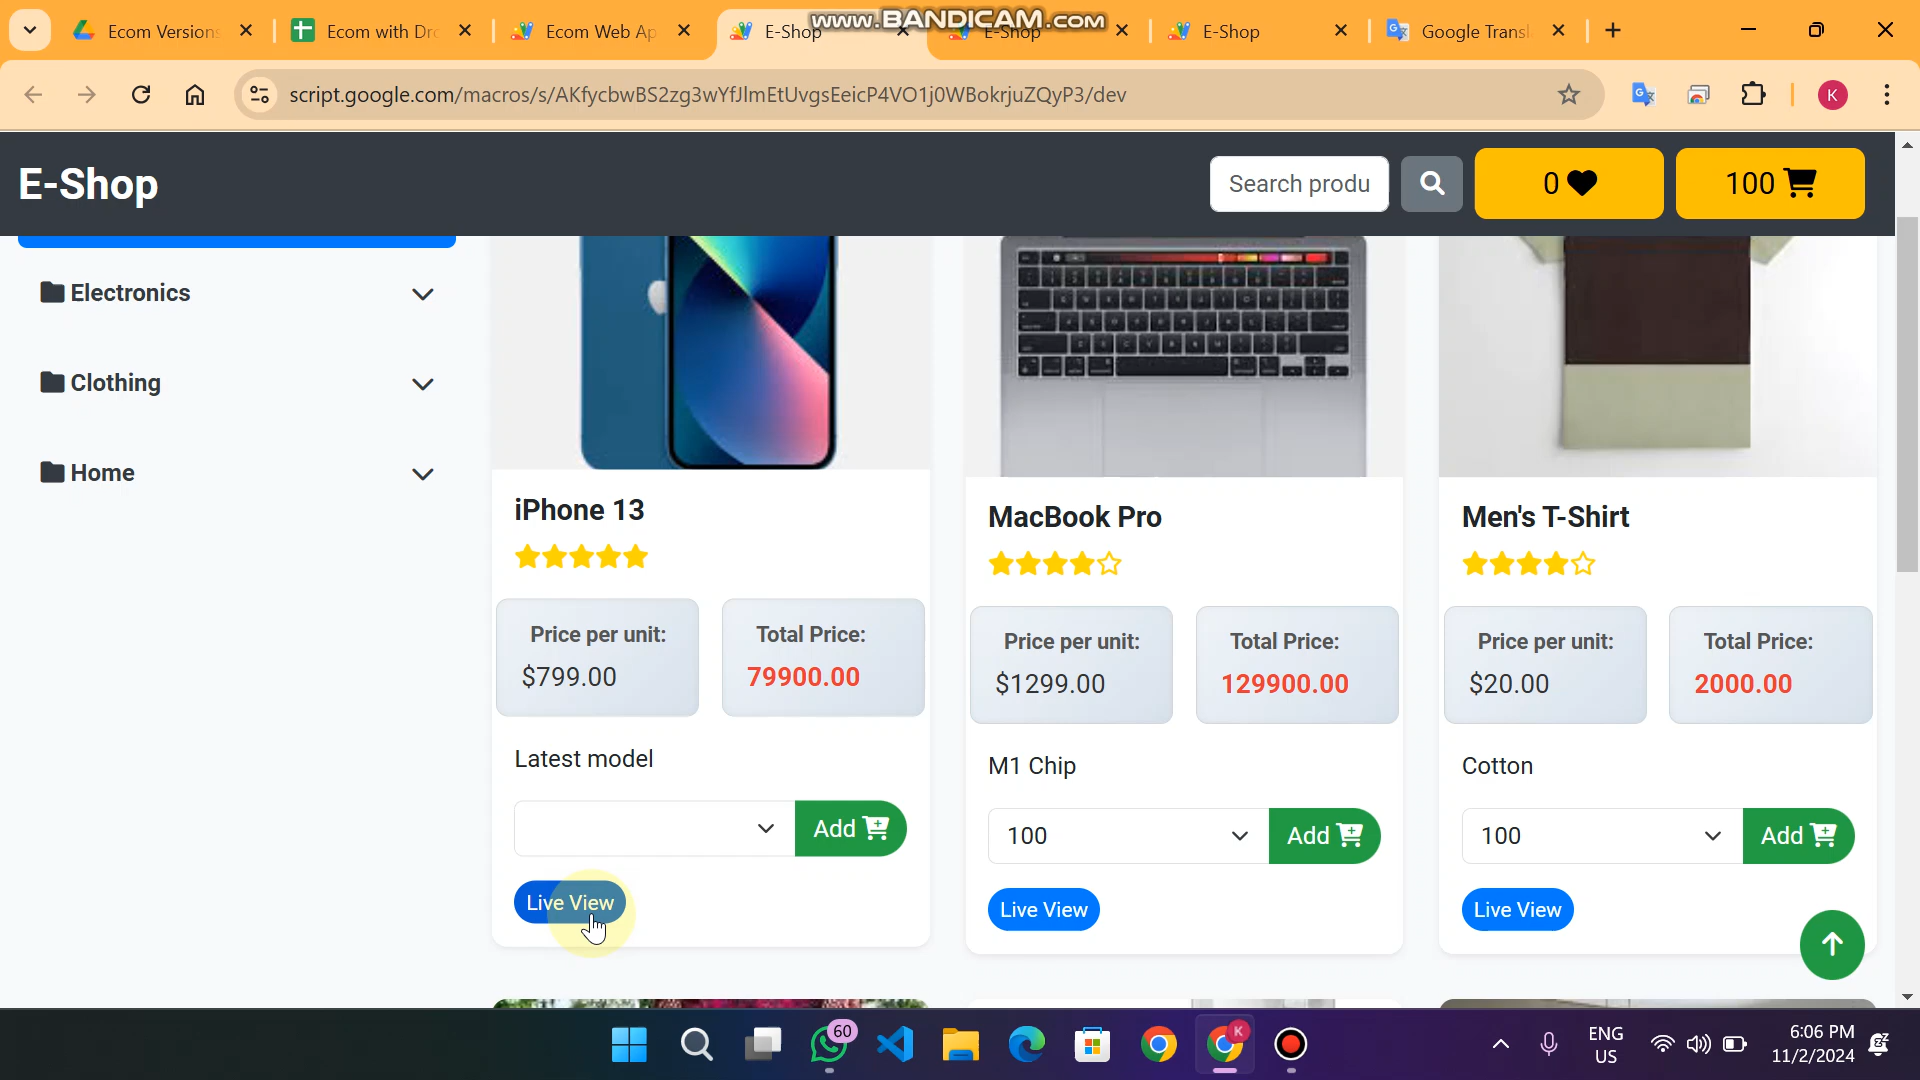 Ecom Versions
Ecom with Dro
Ecom Web Ap
E-Shop
E-Shop
E-Shop
Google Transl
www.BANDICAM.com
script.google.com/macros/s/AKfycbwBS2zg3wYfJlmEtUvgsEeicP4VO1j0WBokrjuZQyP3/dev
K
E-Shop
Search produ
0
100
Electronics
Clothing
Home
iPhone 13
MacBook Pro
Men's T-Shirt
Price per unit:
$799.00
Total Price:
79900.00
Price per unit:
$1299.00
Total Price:
129900.00
Price per unit:
$20.00
Total Price:
2000.00
Latest model
M1 Chip
Cotton
Add
100
Add
100
Add
Live View
Live View
Live View
60
K
ENG
US
6:06 PM
11/2/2024